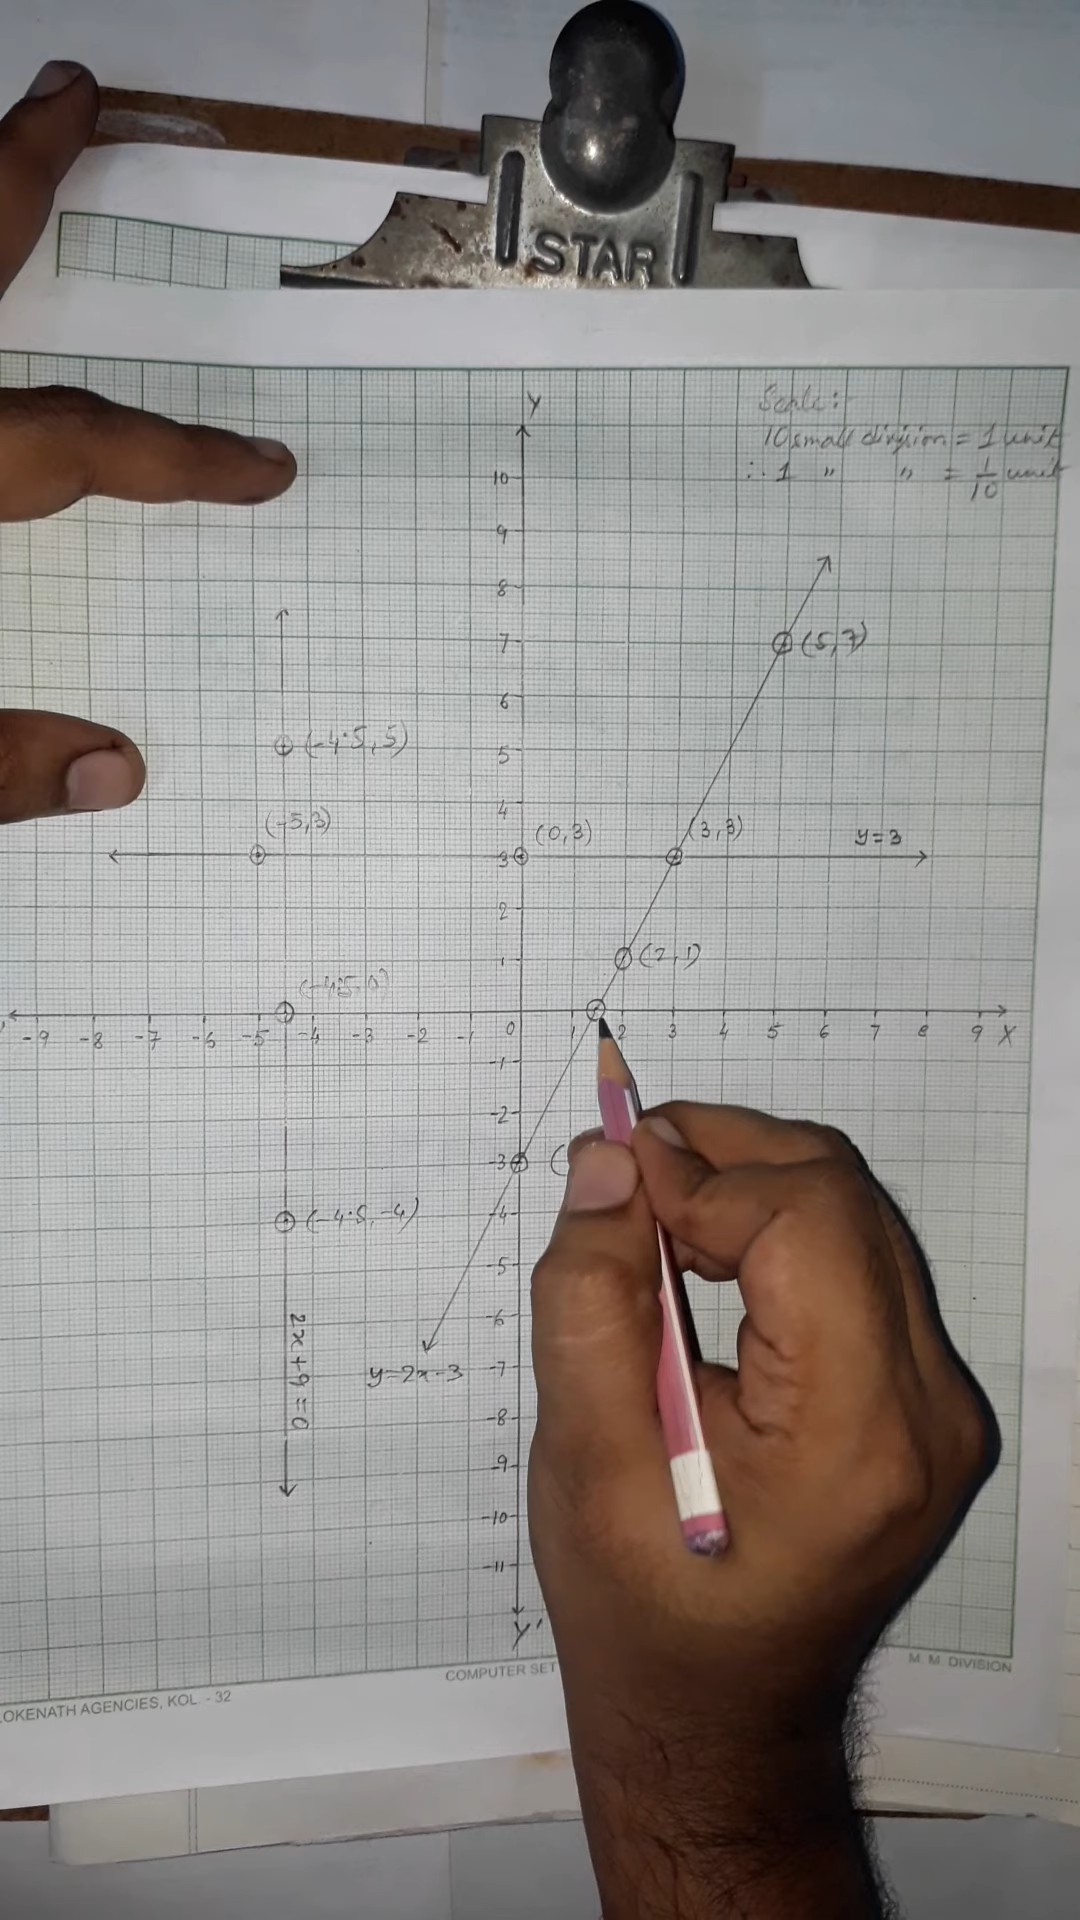 STAR
Scale:-
10 small division = 1 unit
∴ 1 " " = 1/10 unit
Y
10
9
8
7
(5,7)
6
(-4·5,5)
5
4
(-5,3)
(0,3)
(3,3)
y=3
3
2
(2,1)
1
-9 -8 -7 -6 -5 -4 -3 -2 -1 0 1 2 3 4 5 6 7 8 9 X
-1
-2
-3 (
(-4·5,-4)
-4
-5
2x+9=0
-6
y=2x-3
-7
-8
-9
-10
-11
Y'
COMPUTER SET
M. M. DIVISION
LOKENATH AGENCIES, KOL. - 32